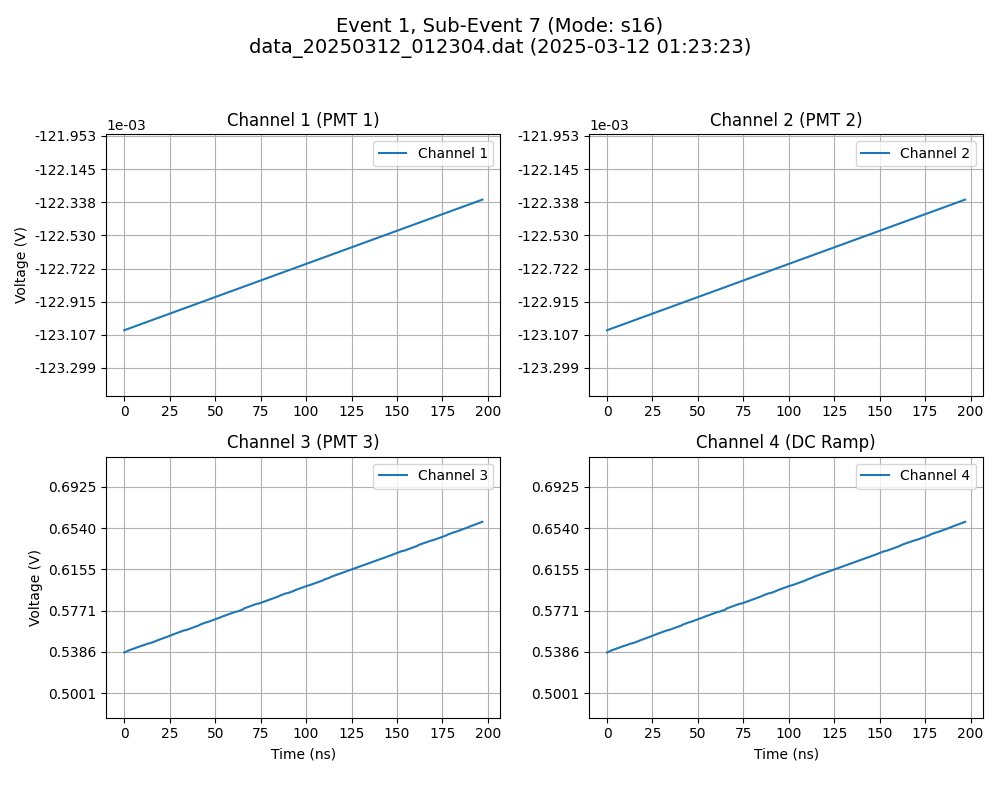 Event 1, Sub-Event 7 (Mode: s16)
data_20250312_012304.dat (2025-03-12 01:23:23)
Channel 1 (PMT 1)
1e-03
Channel 1
-121.953
-122.145
-122.338
-122.530
-122.722
-122.915
-123.107
-123.299
Voltage (V)
0 25 50 75 100 125 150 175 200
Channel 2 (PMT 2)
1e-03
Channel 2
-121.953
-122.145
-122.338
-122.530
-122.722
-122.915
-123.107
-123.299
0 25 50 75 100 125 150 175 200
Channel 3 (PMT 3)
Channel 3
0.6925
0.6540
0.6155
0.5771
0.5386
0.5001
Voltage (V)
0 25 50 75 100 125 150 175 200
Time (ns)
Channel 4 (DC Ramp)
Channel 4
0.6925
0.6540
0.6155
0.5771
0.5386
0.5001
0 25 50 75 100 125 150 175 200
Time (ns)